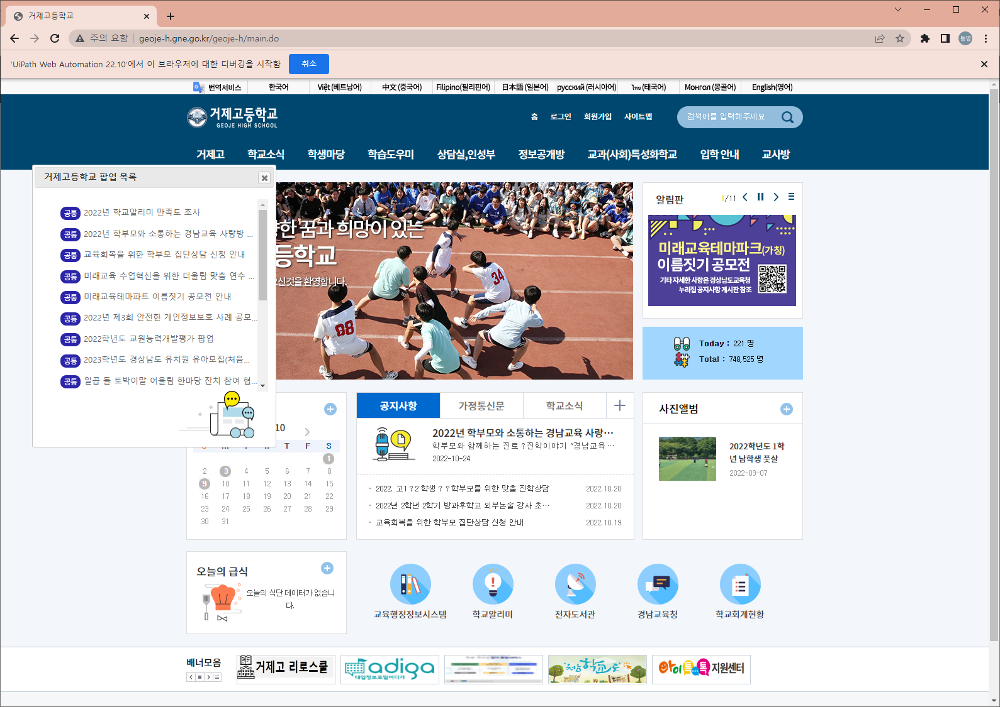 거제고등학교
주의 요함 geoje-h.gne.go.kr/geoje-h/main.do
동영
'UiPath Web Automation 22.10'에서 이 브라우저에 대한 디버깅을 시작함 취소
번역서비스 한국어 Việt (베트남어) 中文 (중국어) Filipino(필리핀어) 日本語 (일본어) русский (러시아어) ไทย (태국어) Монгол (몽골어) English(영어)
거제고등학교
GEOJE HIGH SCHOOL
홈 로그인 회원가입 사이트맵 검색어를 입력해주세요
거제고 학교소식 학생마당 학습도우미 상담실,인성부 정보공개방 교과(사회)특성화학교 입학 안내 교사방
거제고등학교 팝업 목록
공통 2022년 학교알리미 만족도 조사
공통 2022년 학부모와 소통하는 경남교육 사랑방 ...
공통 교육회복을 위한 학부모 집단상담 신청 안내
공통 미래교육 수업혁신을 위한 더울림 맞춤 연수 ...
공통 미래교육테마파트 이름짓기 공모전 안내
공통 2022년 제3회 안전한 개인정보보호 사례 공모...
공통 2022학년도 교원능력개발평가 팝업
공통 2023학년도 경상남도 유치원 유아모집(처음...
공통 일곱 돌 토박이말 어울림 한마당 잔치 참여 협...
한 꿈과 희망이 있는
등학교
신것을 환영합니다.
88
34
알림판 1/11
미래교육테마파크(가칭)
이름짓기 공모전
기타 자세한 사항은 경상남도교육청
누리집 공지사항 게시판 참조
Today : 221 명
Total : 748,525 명
10
T F S
1
2 3 4 5 6 7 8
9 10 11 12 13 14 15
16 17 18 19 20 21 22
23 24 25 26 27 28 29
30 31
공지사항 가정통신문 학교소식
2022년 학부모와 소통하는 경남교육 사랑···
학부모와 함께하는 진로？진학이야기 “경남교육 ···
2022-10-24
· 2022. 고1？2 학생？？학부모를 위한 맞춤 진학상담 2022.10.20
· 2022년 2학년 2학기 방과후학교 외부논술 강사 초··· 2022.10.20
· 교육회복을 위한 학부모 집단상담 신청 안내 2022.10.19
사진앨범
2022학년도 1학
년 남학생 풋살
2022-09-07
오늘의 급식
오늘의 식단 데이터가 없습니
다.
교육행정정보시스템 학교알리미 전자도서관 경남교육청 학교회계현황
배너모음
거제고 리로스쿨
adiga
대입정보포털어디가
학교로
아이톡톡 지원센터